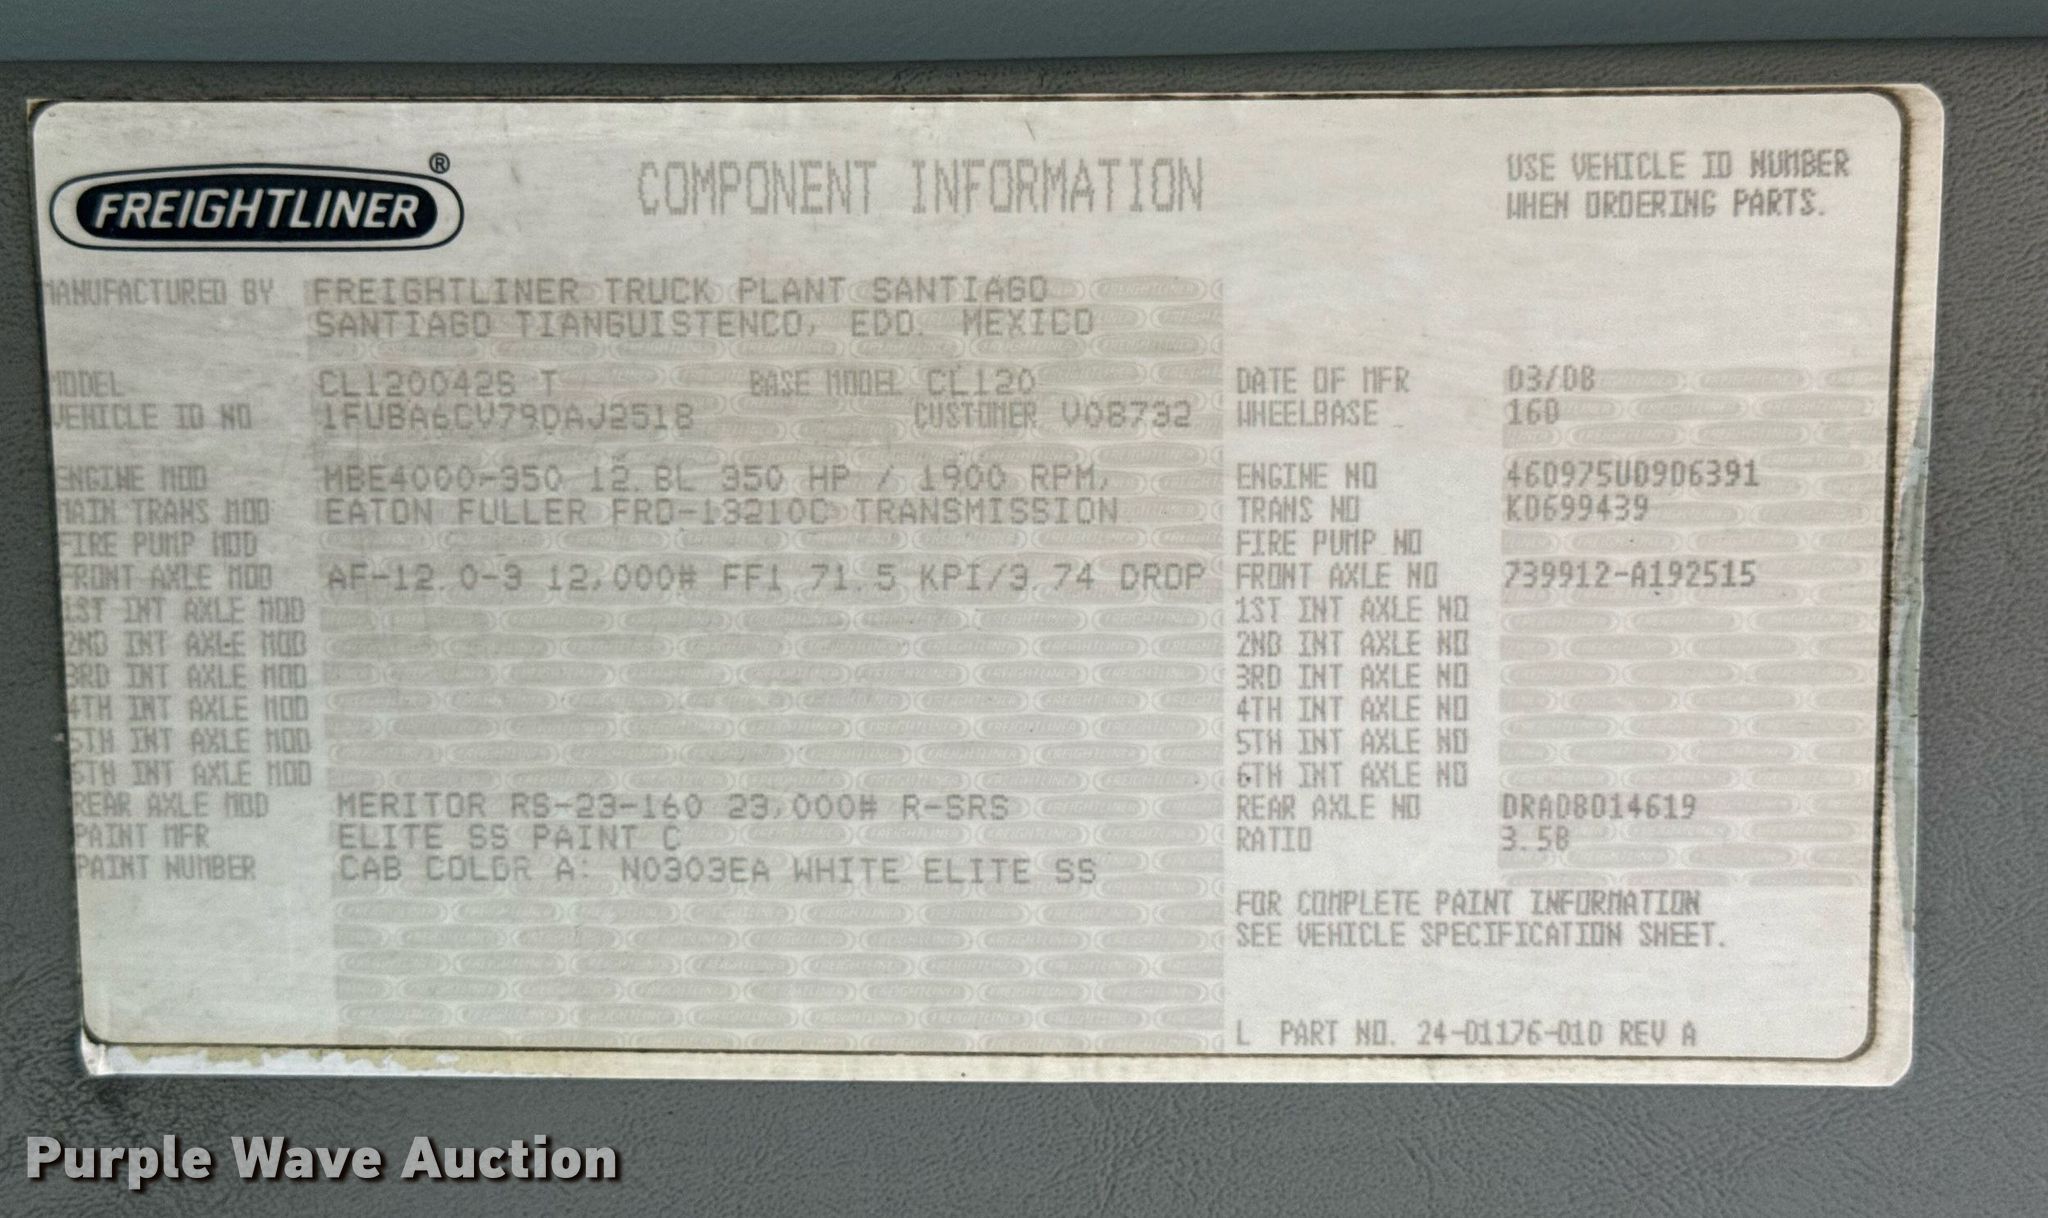 FREIGHTLINER®
COMPONENT INFORMATION
USE VEHICLE ID NUMBER
WHEN ORDERING PARTS.
MANUFACTURED BY FREIGHTLINER TRUCK PLANT SANTIAGO
SANTIAGO TIANGUISTENCO, EDO. MEXICO
MODEL CL120042S T BASE MODEL CL120 DATE OF MFR 03/08
VEHICLE ID NO 1FUBA6CV79DAJ2518 CUSTOMER V08732 WHEELBASE 160
ENGINE MOD MBE4000-350 12.8L 350 HP / 1900 RPM, ENGINE NO 460975U0906391
MAIN TRANS MOD EATON FULLER FRO-13210C TRANSMISSION TRANS NO K0699439
FIRE PUMP MOD FIRE PUMP NO
FRONT AXLE MOD AF-12.0-3 12,000# FF1 71.5 KPI/3.74 DROP FRONT AXLE NO 739912-A192515
1ST INT AXLE MOD 1ST INT AXLE NO
2ND INT AXLE MOD 2ND INT AXLE NO
3RD INT AXLE MOD 3RD INT AXLE NO
4TH INT AXLE MOD 4TH INT AXLE NO
5TH INT AXLE MOD 5TH INT AXLE NO
6TH INT AXLE MOD 6TH INT AXLE NO
REAR AXLE MOD MERITOR RS-23-160 23,000# R-SRS REAR AXLE NO DRAD8014619
PAINT MFR ELITE SS PAINT C RATIO 3.58
PAINT NUMBER CAB COLOR A: N0303EA WHITE ELITE SS
FOR COMPLETE PAINT INFORMATION
SEE VEHICLE SPECIFICATION SHEET.
L PART NO. 24-01176-010 REV A
Purple Wave Auction